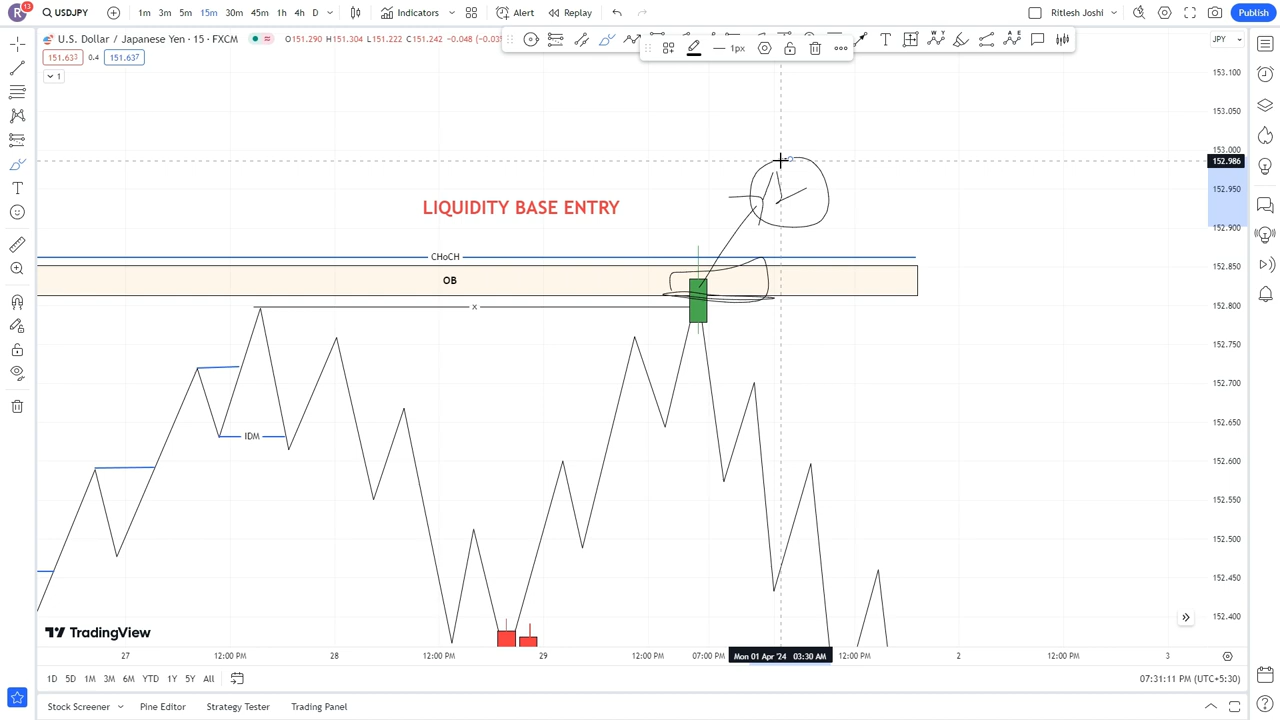 R 13 USDJPY 1m 3m 5m 15m 30m 45m 1h 4h D Indicators Alert Replay Ritlesh Joshi Publish
U.S. Dollar / Japanese Yen · 15 · FXCM O151.290 H151.304 L151.222 C151.242 −0.048 (−0.03
JPY
1px
151.633 0.4 151.637
1
153.100
153.050
153.000
152.986
152.950
152.900
152.850
152.800
152.750
152.700
152.650
152.600
152.550
152.500
152.450
152.400
LIQUIDITY BASE ENTRY
CHoCH
OB
x
IDM
TradingView
27 12:00 PM 28 12:00 PM 29 12:00 PM 07:00 PM Mon 01 Apr '24 03:30 AM 12:00 PM 2 12:00 PM 3
1D 5D 1M 3M 6M YTD 1Y 5Y All 07:31:11 PM (UTC+5:30)
Stock Screener Pine Editor Strategy Tester Trading Panel